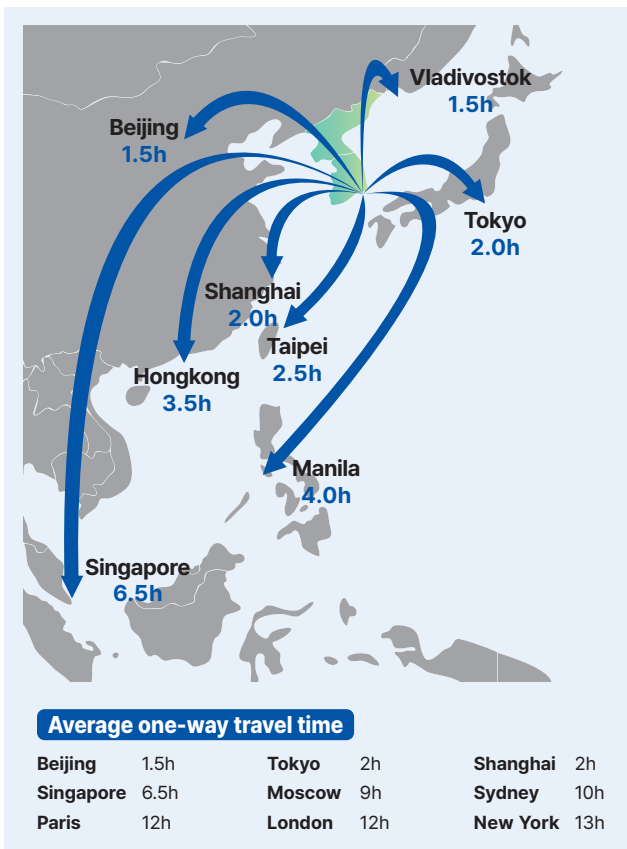 Vladivostok
1.5h
Beijing
1.5h
Tokyo
2.0h
Shanghai
2.0h
Taipei
2.5h
Hongkong
3.5h
Manila
4.0h
Singapore
6.5h
Average one-way travel time
Beijing 1.5h Tokyo 2h Shanghai 2h
Singapore 6.5h Moscow 9h Sydney 10h
Paris 12h London 12h New York 13h